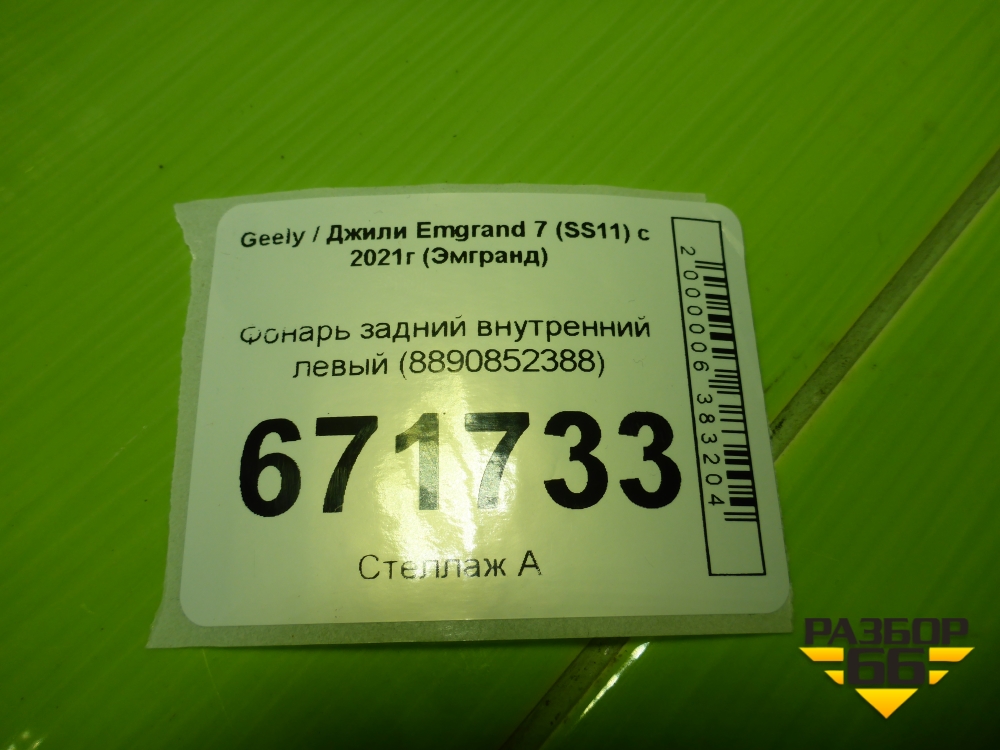 Geely / Джили Emgrand 7 (SS11) с
2021г (Эмгранд)
Фонарь задний внутренний
левый (8890852388)
671733
Стеллаж А
2000006383204
РАЗБОР
66